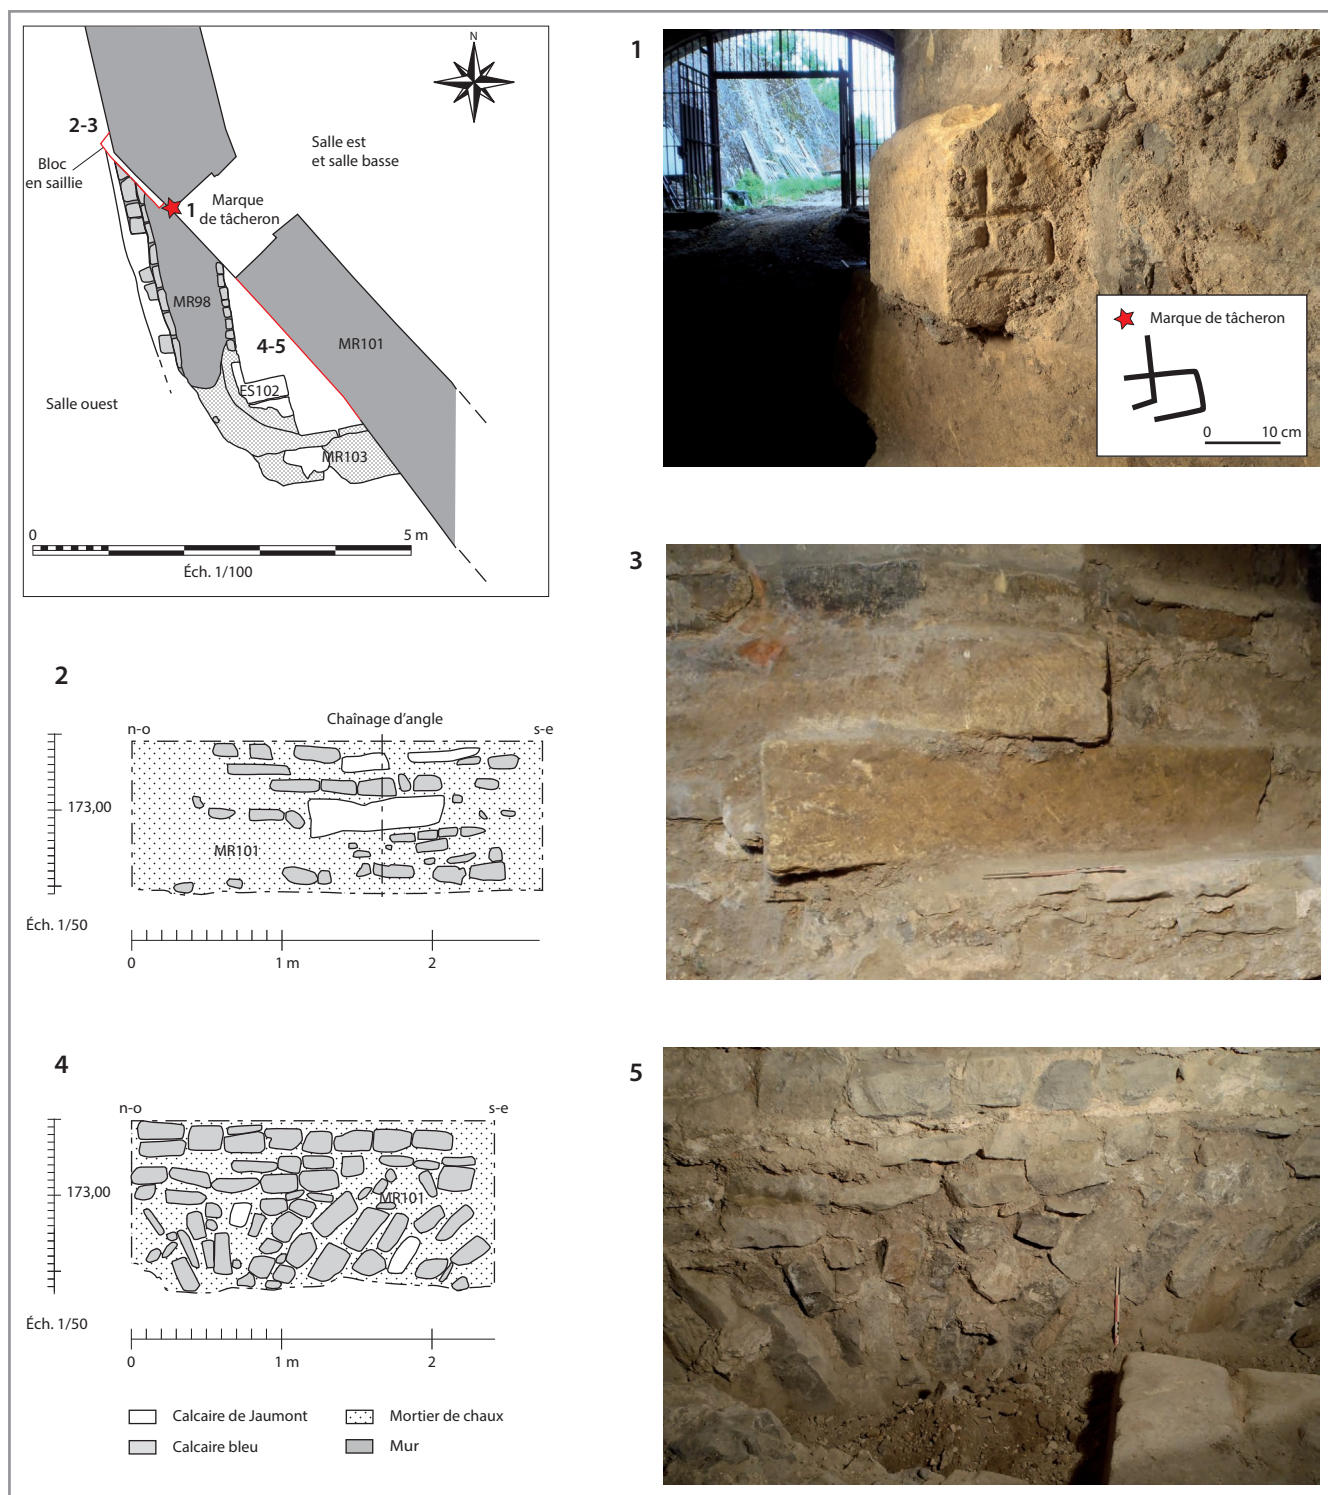 N
2-3
Bloc
en saillie
Salle est
et salle basse
1
Marque
de tâcheron
MR98
4-5
MR101
ES102
Salle ouest
MR103
0
5 m
Éch. 1/100
1
Marque de tâcheron
0
10 cm
2
Chaînage d'angle
n-o
s-e
173,00
MR101
Éch. 1/50
0
1 m
2
3
4
n-o
s-e
173,00
MR101
Éch. 1/50
0
1 m
2
5
Calcaire de Jaumont
Mortier de chaux
Calcaire bleu
Mur